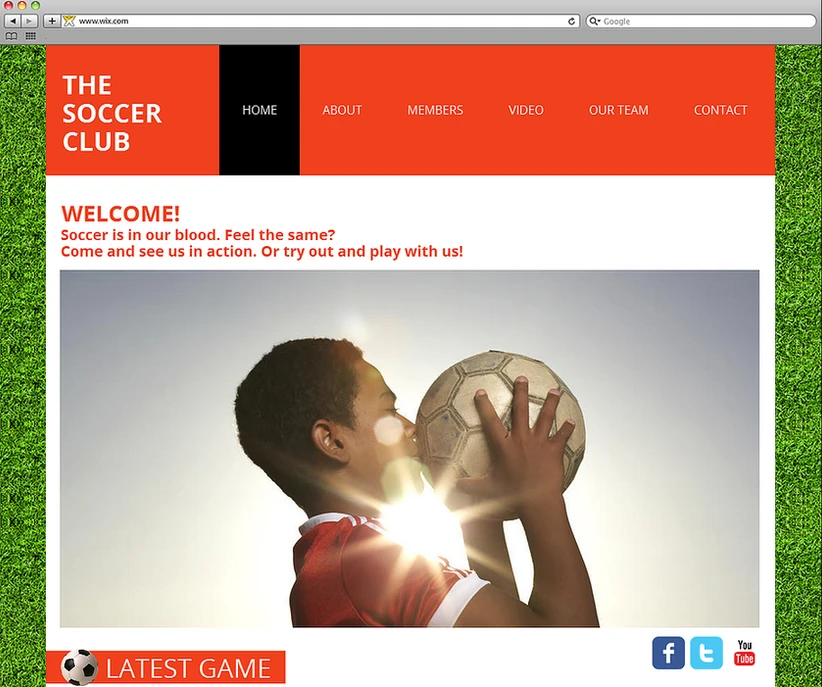 www.wix.com
Google
THE
SOCCER
CLUB
HOME ABOUT MEMBERS VIDEO OUR TEAM CONTACT
WELCOME!
Soccer is in our blood. Feel the same?
Come and see us in action. Or try out and play with us!
f
t
You
Tube
LATEST GAME